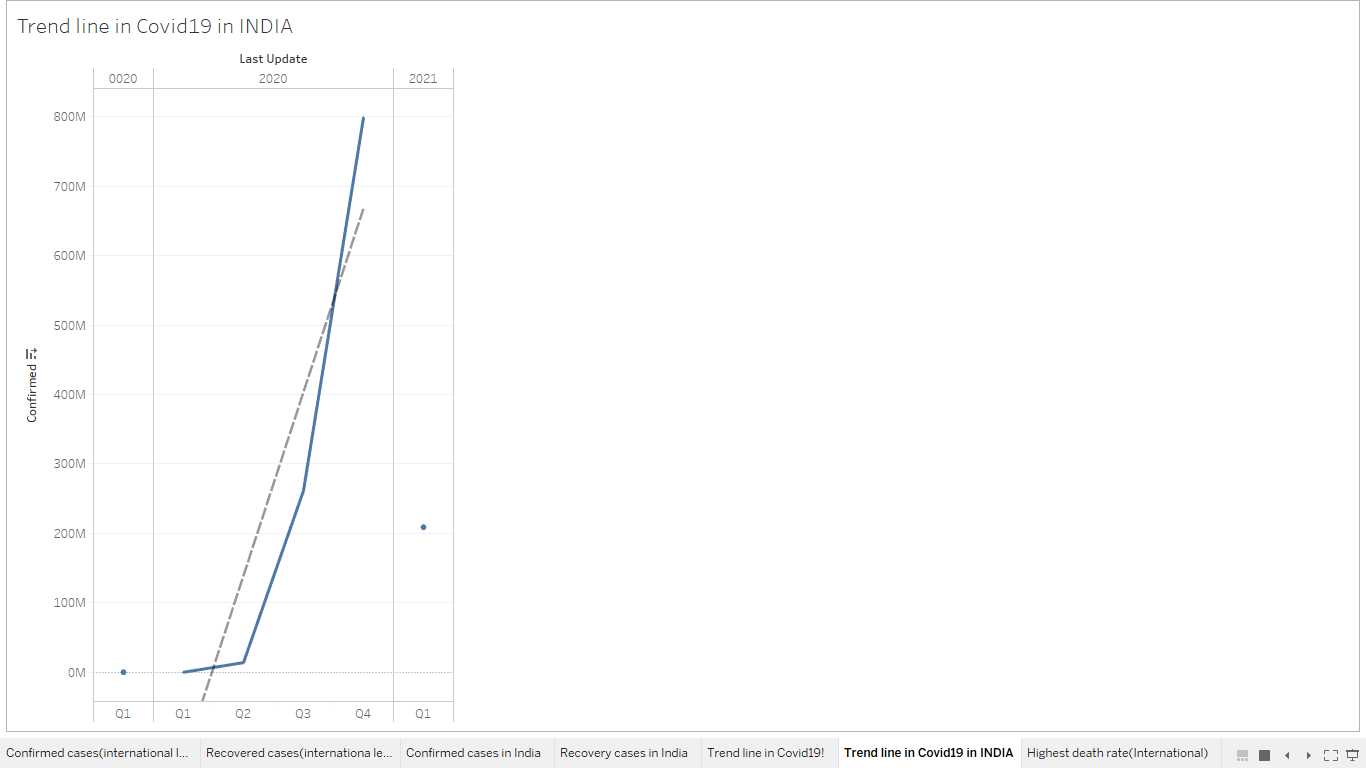 Trend line in Covid19 in INDIA
Last Update
0020 2020 2021
800M
700M
600M
500M
400M
300M
200M
100M
0M
Confirmed
Q1 Q1 Q2 Q3 Q4 Q1
Confirmed cases(international l... Recovered cases(internationa le... Confirmed cases in India Recovery cases in India Trend line in Covid19! Trend line in Covid19 in INDIA Highest death rate(International)